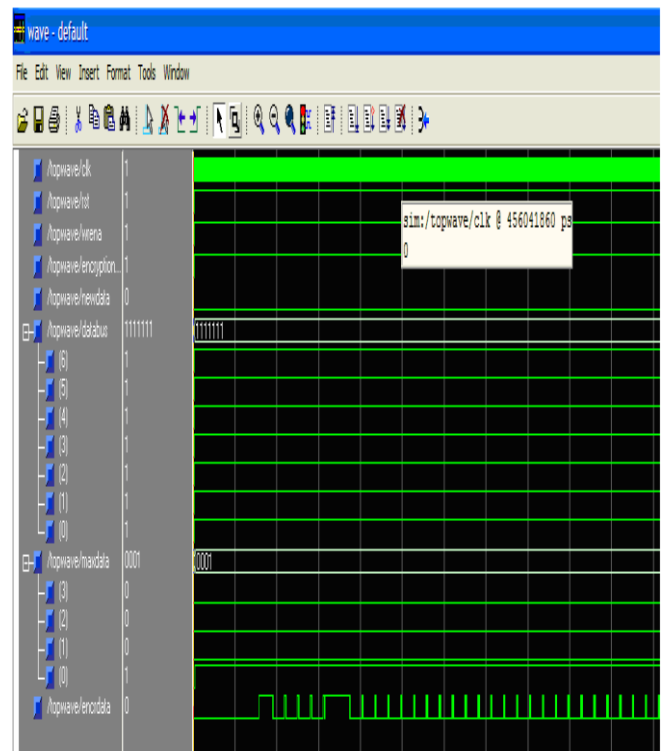 wave - default
File Edit View Insert Format Tools Window
/topwave/clk 1
/topwave/rst 1
/topwave/wrena 1
/topwave/encryption... 1
/topwave/newdata 0
/topwave/databus 1111111 1111111
(6) 1
(5) 1
(4) 1
(3) 1
(2) 1
(1) 1
(0) 1
/topwave/maxdata 0001 0001
(3) 0
(2) 0
(1) 0
(0) 1
/topwave/encrdata 0
sim:/topwave/clk @ 456041860 ps
0